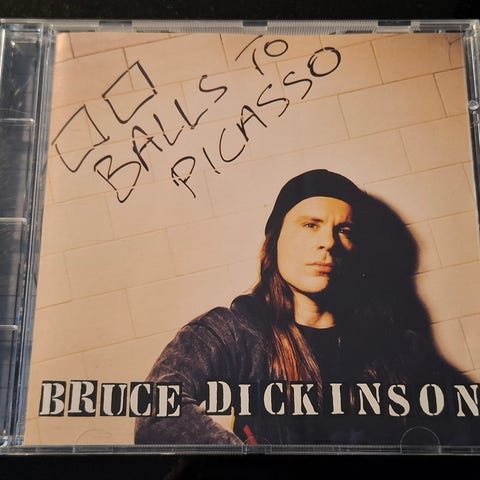 BALLS TO
PICASSO
BRUCE DICKINSON